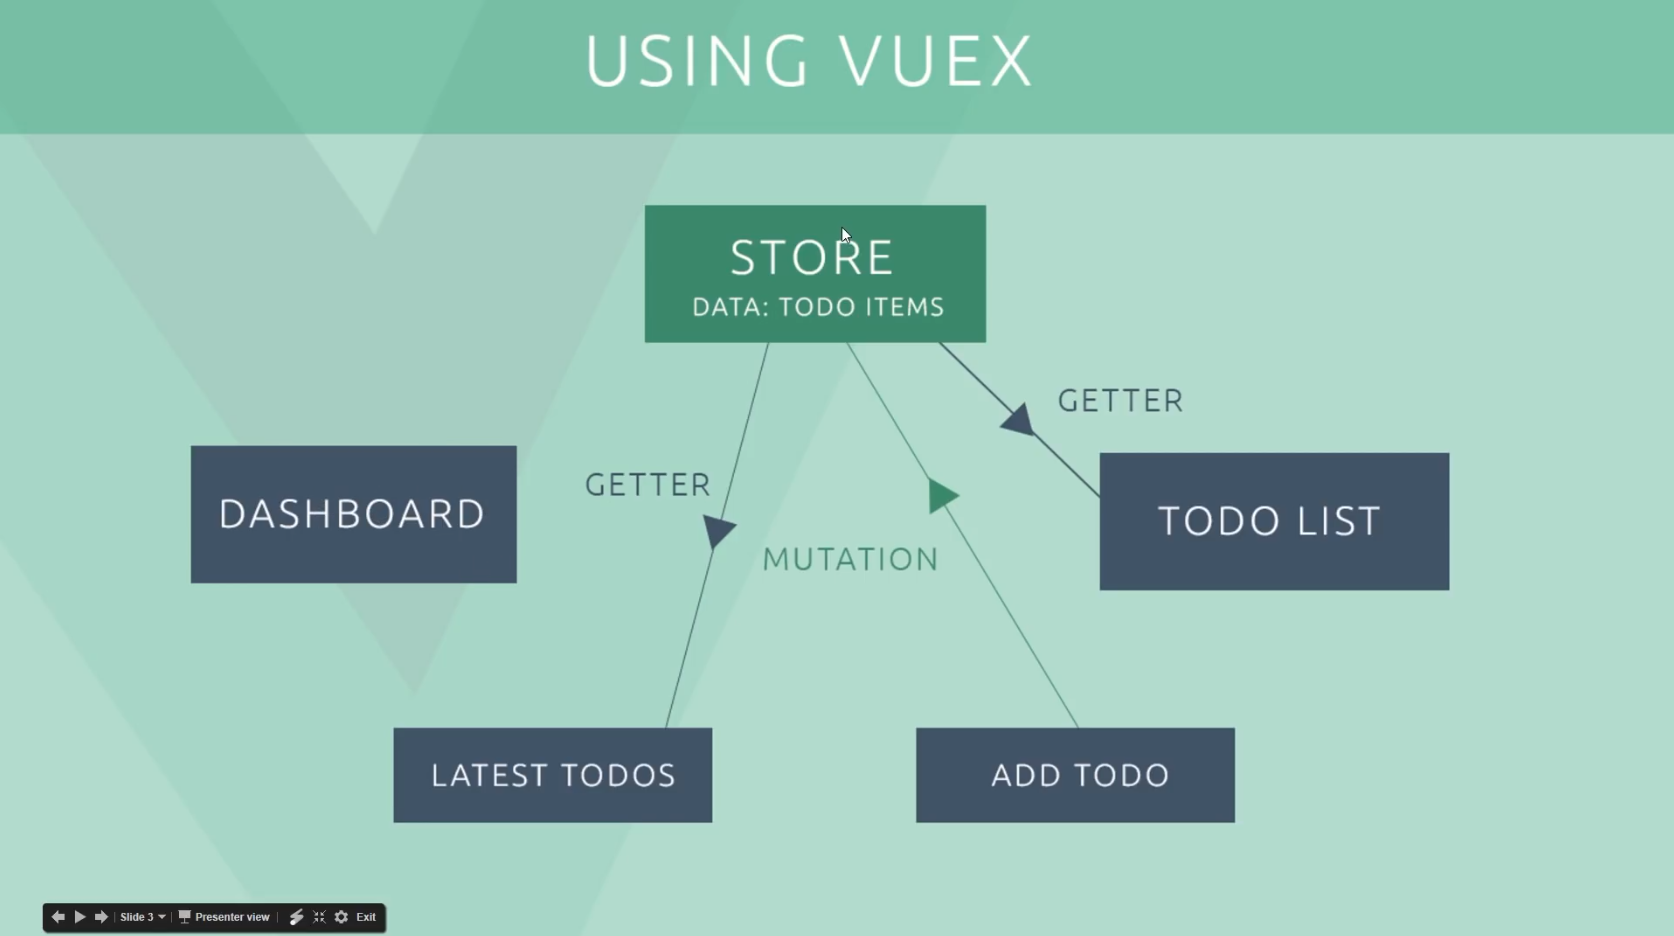 USING VUEX
STORE
DATA: TODO ITEMS
GETTER
DASHBOARD
GETTER
TODO LIST
MUTATION
LATEST TODOS
ADD TODO
Slide 3
Presenter view
Exit